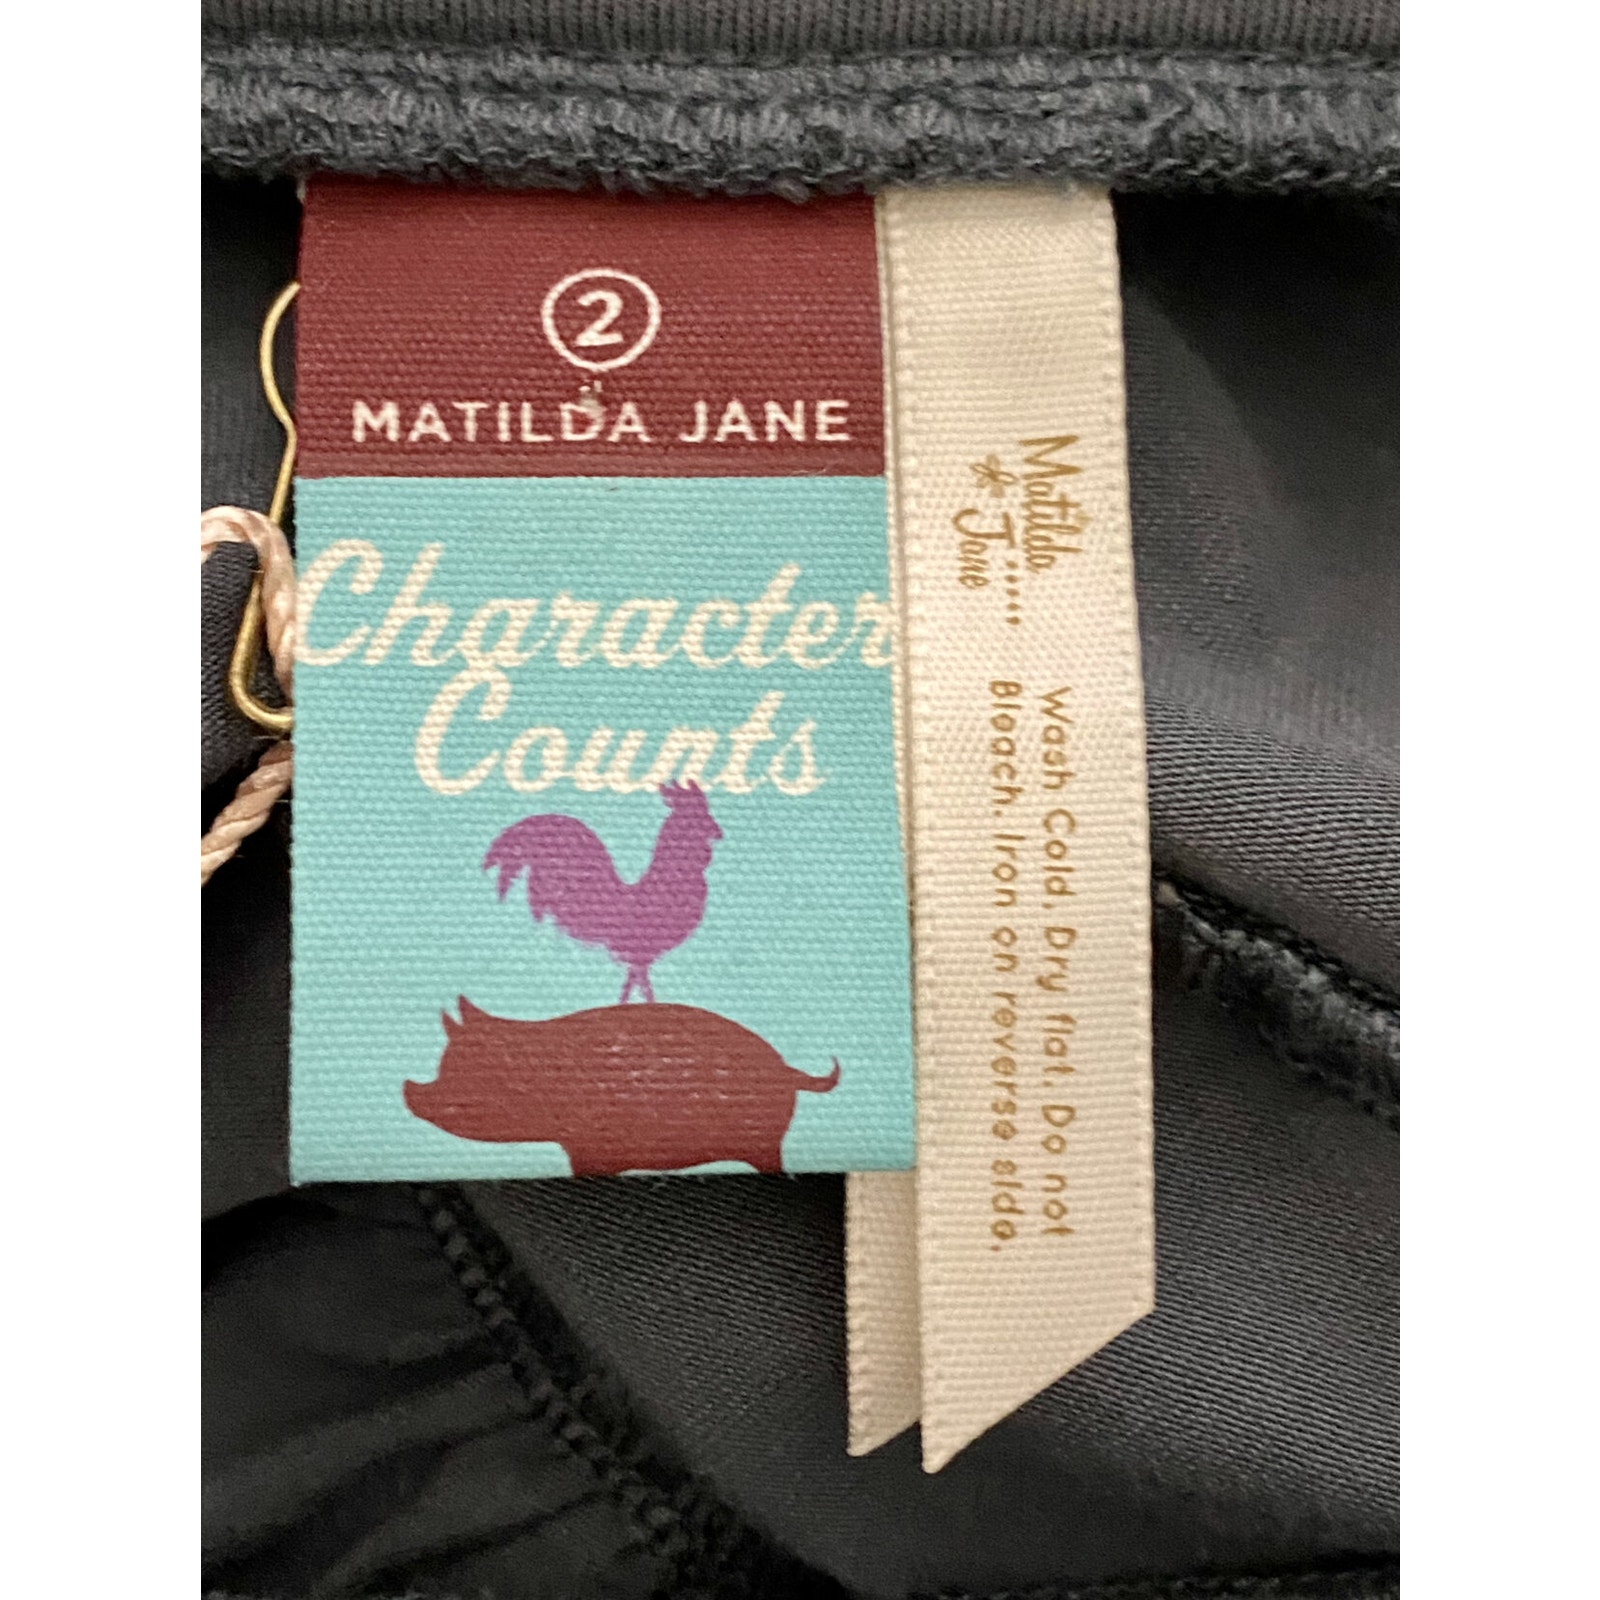 2
MATILDA JANE
Character
Counts
Matilda
Jane
Wash Cold. Dry flat. Do not
Bleach. Iron on reverse side.